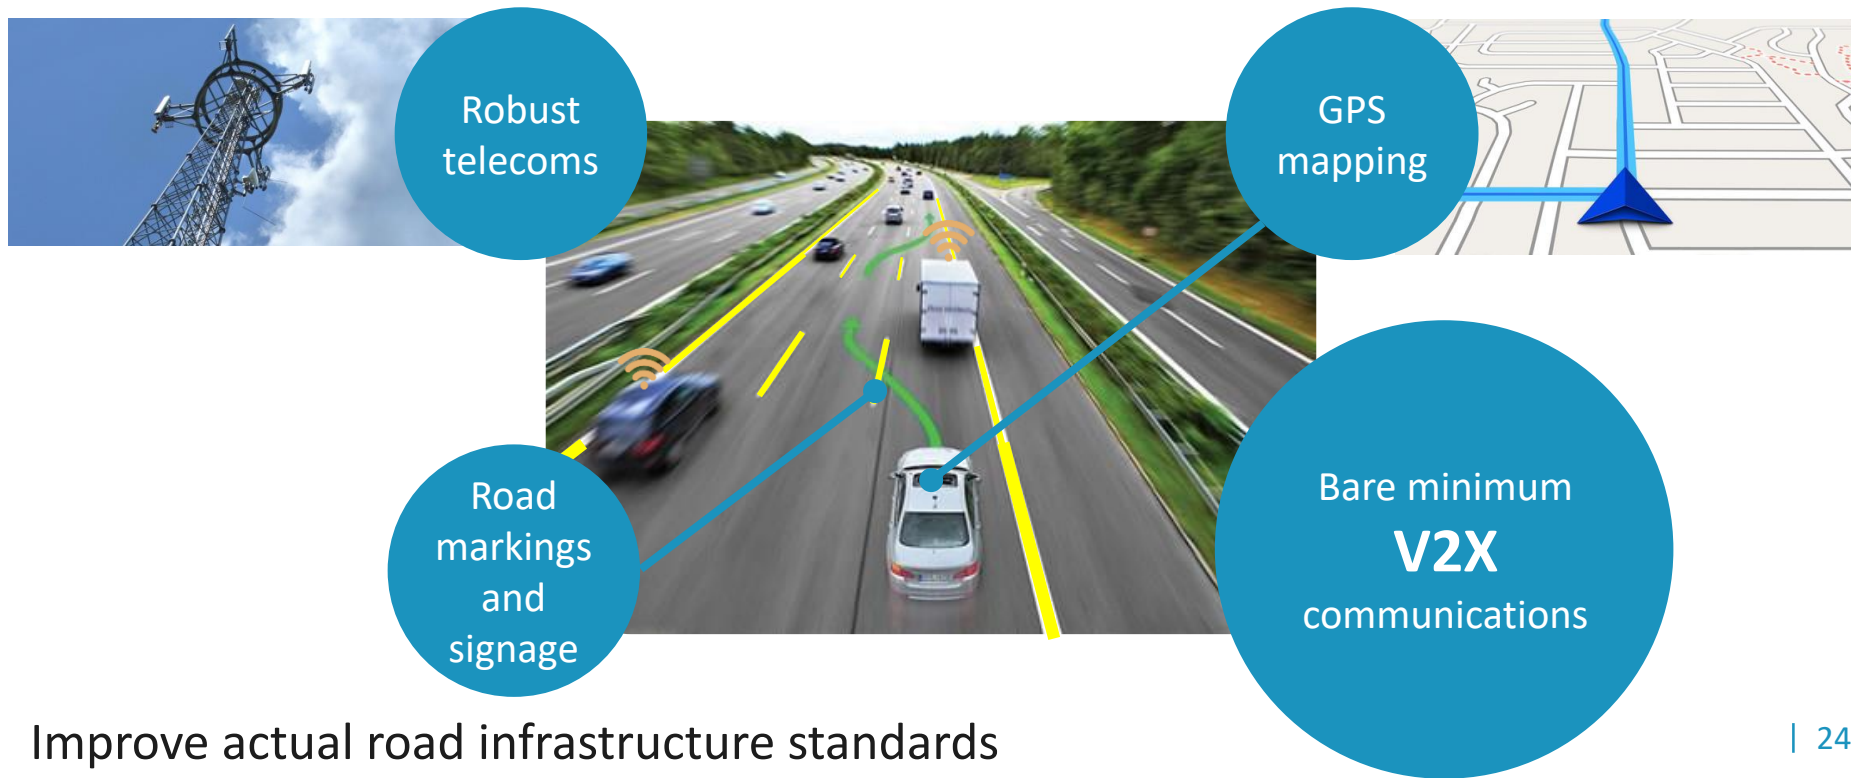 Robust
telecoms
GPS
mapping
Road
markings
and
signage
Bare minimum
V2X
communications
Improve actual road infrastructure standards
| 24